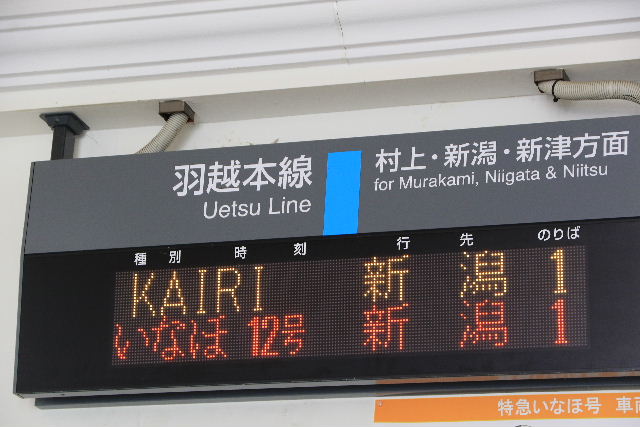 羽越本線
Uetsu Line
村上・新潟・新津方面
for Murakami, Niigata & Niitsu
種別 時刻 行先 のりば
KAIRI 新潟 1
いなほ 12号 新潟 1
特急いなほ号 車両